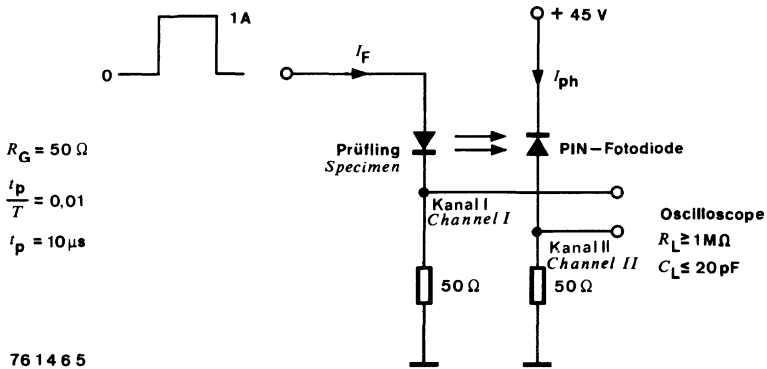 1A
0
I_F
+ 45 V
I_ph
R_G = 50 Ω
t_p/T = 0,01
t_p = 10 µs
Prüfling
Specimen
PIN–Fotodiode
Kanal I
Channel I
Kanal II
Channel II
Oscilloscope
R_L ≥ 1 MΩ
C_L ≤ 20 pF
50 Ω
50 Ω
761465